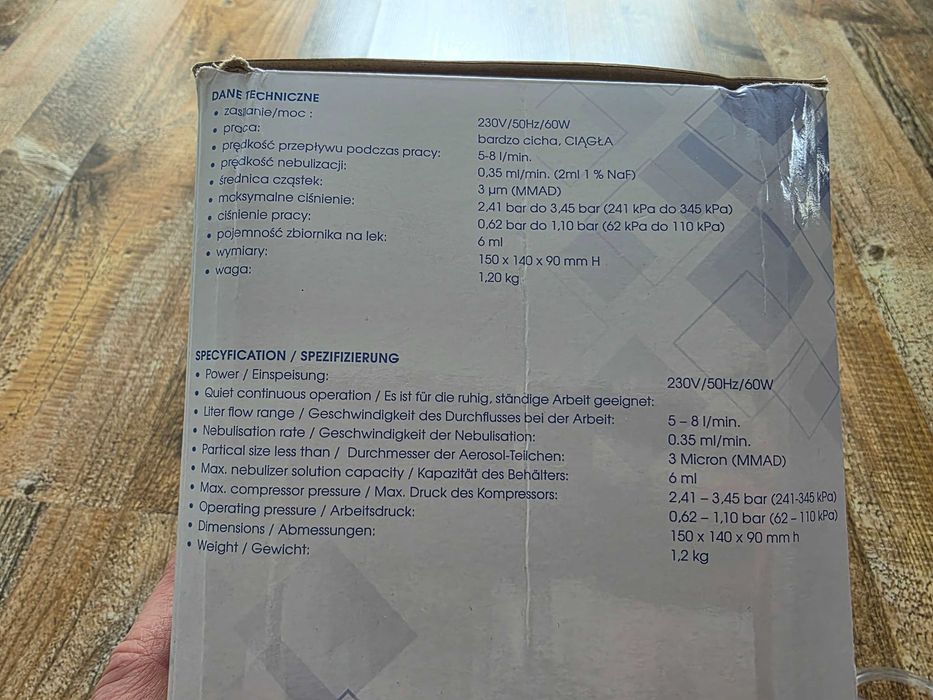 DANE TECHNICZNE
• zasilanie/moc : 230V/50Hz/60W
• praca: bardzo cicha, CIĄGŁA
• prędkość przepływu podczas pracy: 5-8 l/min.
• prędkość nebulizacji: 0,35 ml/min. (2ml 1 % NaF)
• średnica cząstek: 3 µm (MMAD)
• maksymalne ciśnienie: 2,41 bar do 3,45 bar (241 kPa do 345 kPa)
• ciśnienie pracy: 0,62 bar do 1,10 bar (62 kPa do 110 kPa)
• pojemność zbiornika na lek: 6 ml
• wymiary: 150 x 140 x 90 mm H
• waga: 1,20 kg
SPECYFICATION / SPEZIFIZIERUNG
• Power / Einspeisung: 230V/50Hz/60W
• Quiet continuous operation / Es ist für die ruhig, ständige Arbeit geeignet:
• Liter flow range / Geschwindigkeit des Durchflusses bei der Arbeit: 5 – 8 l/min.
• Nebulisation rate / Geschwindigkeit der Nebulisation: 0.35 ml/min.
• Partical size less than / Durchmesser der Aerosol-Teilchen: 3 Micron (MMAD)
• Max. nebulizer solution capacity / Kapazität des Behälters: 6 ml
• Max. compressor pressure / Max. Druck des Kompressors: 2,41 – 3,45 bar (241-345 kPa)
• Operating pressure / Arbeitsdruck: 0,62 – 1,10 bar (62 – 110 kPa)
• Dimensions / Abmessungen: 150 x 140 x 90 mm h
• Weight / Gewicht: 1,2 kg